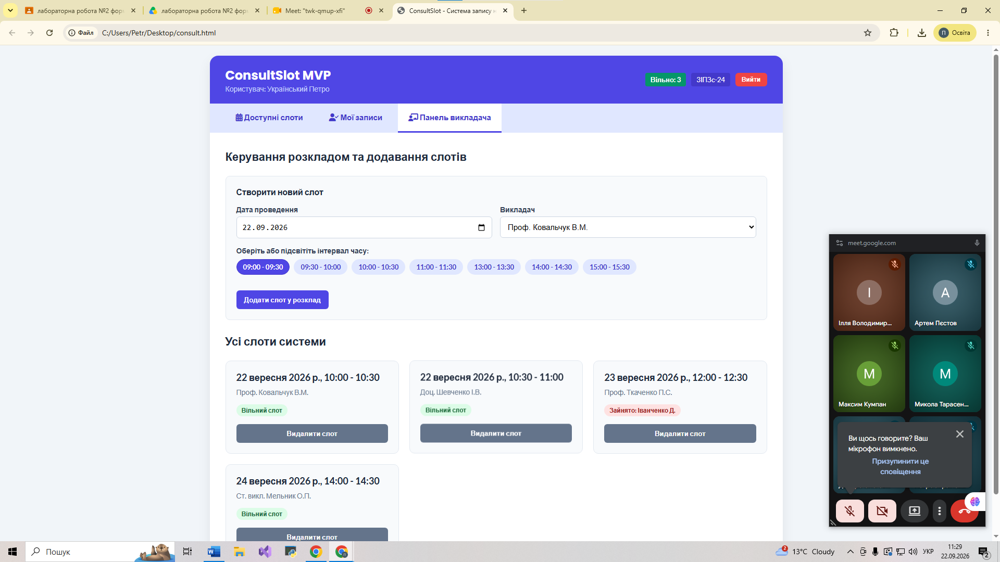 лабораторна робота №2 фор
лабораторна робота №2 фор
Meet: "twk-qmup-xfi"
ConsultSlot - Система запису н
Файл
C:/Users/Petr/Desktop/consult.html
П
Освіта
ConsultSlot MVP
Користувач: Український Петро
Вільно: 3
ЗІПЗс-24
Вийти
Доступні слоти
Мої записи
Панель викладача
Керування розкладом та додавання слотів
Створити новий слот
Дата проведення
Викладач
22.09.2026
Проф. Ковальчук В.М.
Оберіть або підсвітіть інтервал часу:
09:00 - 09:30
09:30 - 10:00
10:00 - 10:30
11:00 - 11:30
13:00 - 13:30
14:00 - 14:30
15:00 - 15:30
Додати слот у розклад
Усі слоти системи
22 вересня 2026 р., 10:00 - 10:30
Проф. Ковальчук В.М.
Вільний слот
Видалити слот
22 вересня 2026 р., 10:30 - 11:00
Доц. Шевченко І.В.
Вільний слот
Видалити слот
23 вересня 2026 р., 12:00 - 12:30
Проф. Ткаченко П.С.
Зайнято: Іванченко Д.
Видалити слот
24 вересня 2026 р., 14:00 - 14:30
Ст. викл. Мельник О.П.
Вільний слот
Видалити слот
meet.google.com
І
Ілля Володимир...
А
Артем Пєстов
М
Максим Кумпан
М
Микола Тарасен...
Ви щось говорите? Ваш
мікрофон вимкнено.
Призупинити це
сповіщення
Пошук
2
13°C Cloudy
УКР
11:29
22.09.2026
2